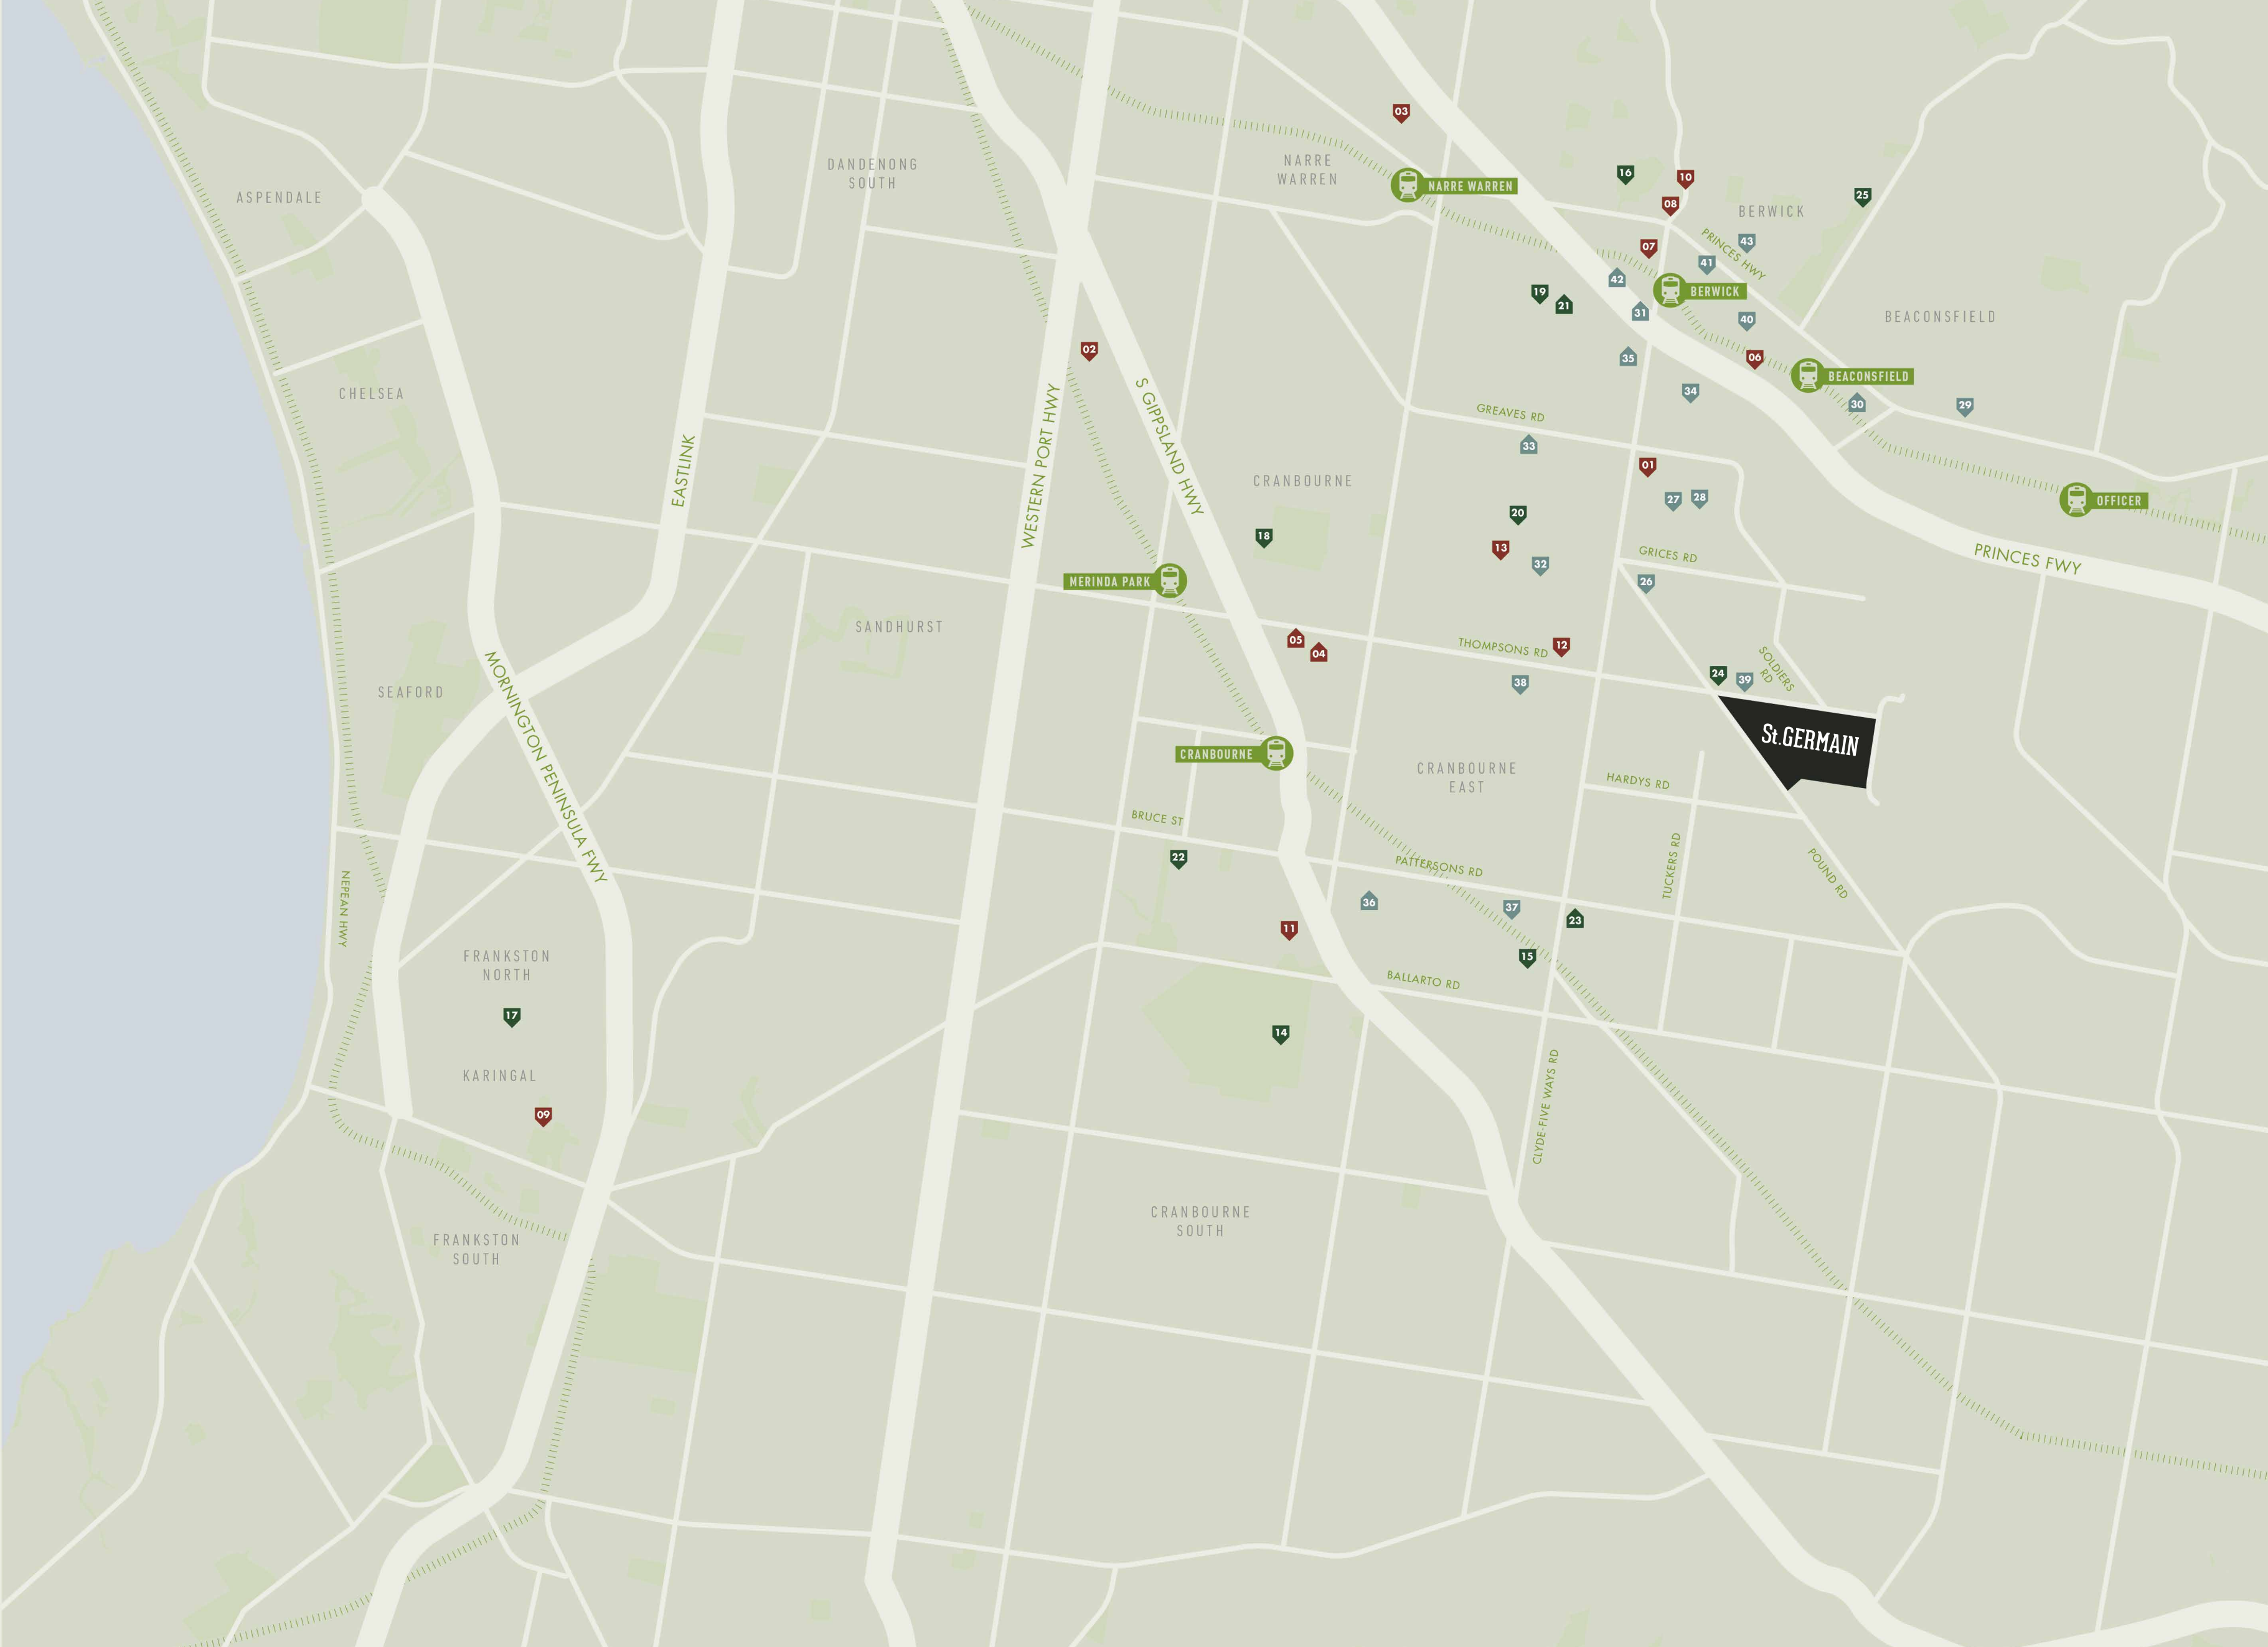 03
DANDENONG
SOUTH
NARRE
WARREN
NARRE WARREN
16
10
08
25
ASPENDALE
BERWICK
PRINCES HWY
43
07
41
42
BERWICK
19
21
31
40
BEACONSFIELD
02
35
06
BEACONSFIELD
CHELSEA
34
30
29
WESTERN PORT HWY
S GIPPSLAND HWY
GREAVES RD
33
EASTLINK
CRANBOURNE
01
27
28
OFFICER
20
18
13
32
GRICES RD
PRINCES FWY
MERINDA PARK
26
SANDHURST
05
04
THOMPSONS RD
12
SEAFORD
38
24
39
SOLDIERS
RD
MORNINGTON PENINSULA FWY
St.GERMAIN
CRANBOURNE
CRANBOURNE
EAST
HARDYS RD
BRUCE ST
22
PATTERSONS RD
TUCKERS RD
POUND RD
NEPEAN HWY
36
37
23
11
FRANKSTON
NORTH
15
BALLARTO RD
17
14
KARINGAL
09
CLYDE-FIVE WAYS RD
CRANBOURNE
SOUTH
FRANKSTON
SOUTH